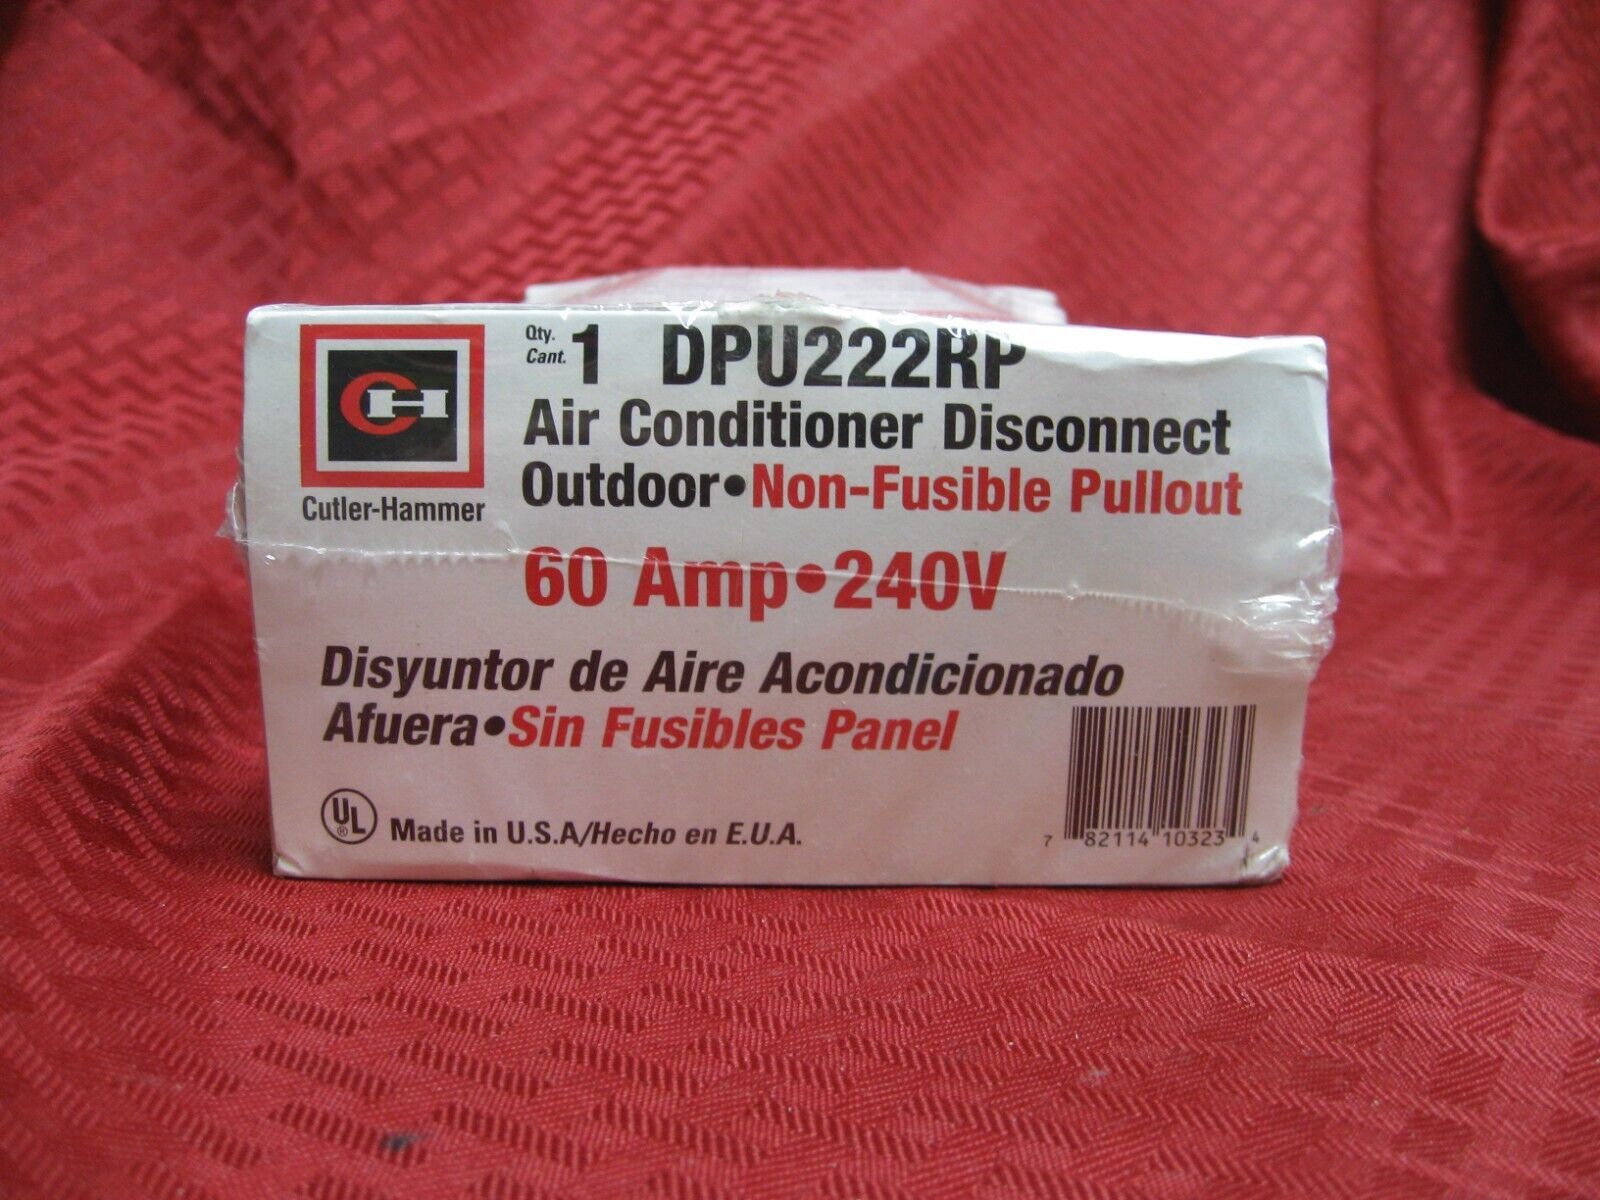 CH
Cutler-Hammer
Qty.
Cant. 1 DPU222RP
Air Conditioner Disconnect
Outdoor•Non-Fusible Pullout
60 Amp•240V
Disyuntor de Aire Acondicionado
Afuera•Sin Fusibles Panel
UL® Made in U.S.A/Hecho en E.U.A.
7 82114 10323 4